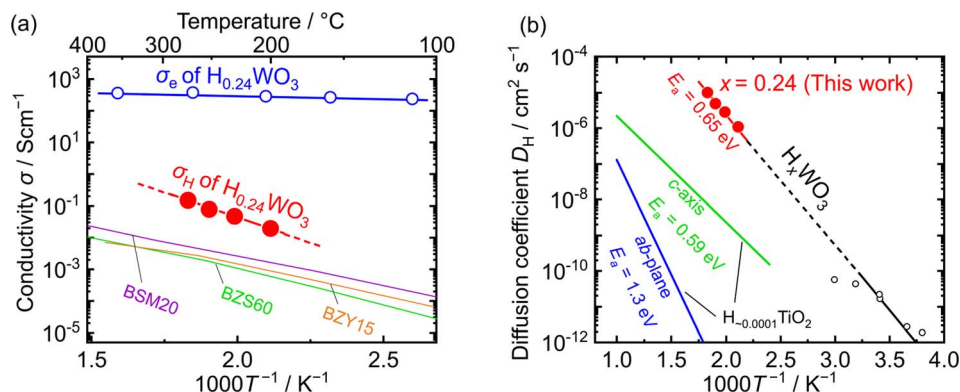 (a)
Temperature / °C
400
300
200
100
10³
10¹
10⁻¹
10⁻³
10⁻⁵
Conductivity σ / Scm⁻¹
σₑ of H₀.₂₄WO₃
σ_H of H₀.₂₄WO₃
BSM20
BZS60
BZY15
1.5
2.0
2.5
1000T⁻¹ / K⁻¹
(b)
10⁻⁴
10⁻⁶
10⁻⁸
10⁻¹⁰
10⁻¹²
Diffusion coefficient D_H / cm² s⁻¹
x = 0.24 (This work)
Eₐ = 0.65 eV
HₓWO₃
c-axis
Eₐ = 0.59 eV
ab-plane
Eₐ = 1.3 eV
H~₀.₀₀₀₁TiO₂
1.0
1.5
2.0
2.5
3.0
3.5
4.0
1000T⁻¹ / K⁻¹